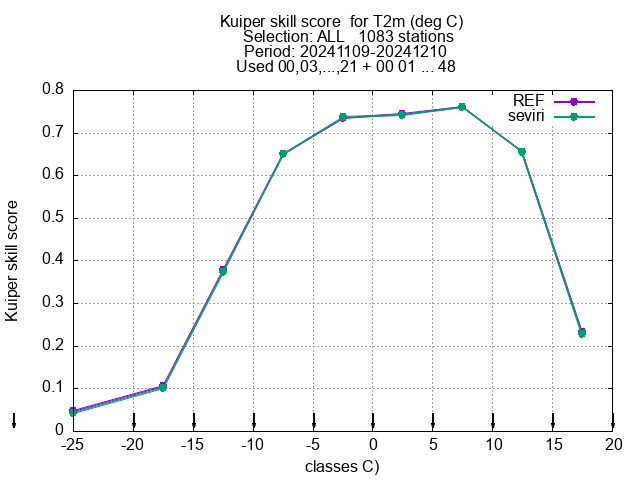 Kuiper skill score  for T2m (deg C)
Selection: ALL   1083 stations
Period: 20241109-20241210
Used 00,03,...,21 + 00 01 ... 48
REF
seviri
Kuiper skill score
0.8
0.7
0.6
0.5
0.4
0.3
0.2
0.1
0
-25 -20 -15 -10 -5 0 5 10 15 20
classes C)